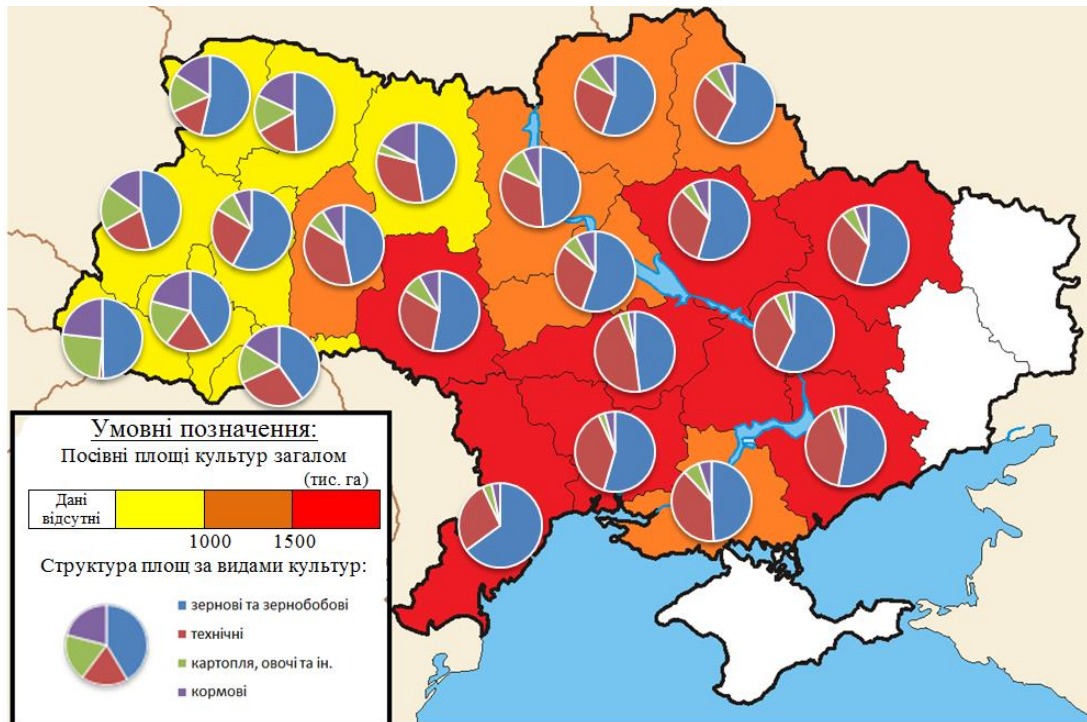 Умовні позначення:
Посівні площі культур загалом
(тис. га)
Дані
відсутні
1000 1500
Структура площ за видами культур:
зернові та зернобобові
технічні
картопля, овочі та ін.
кормові